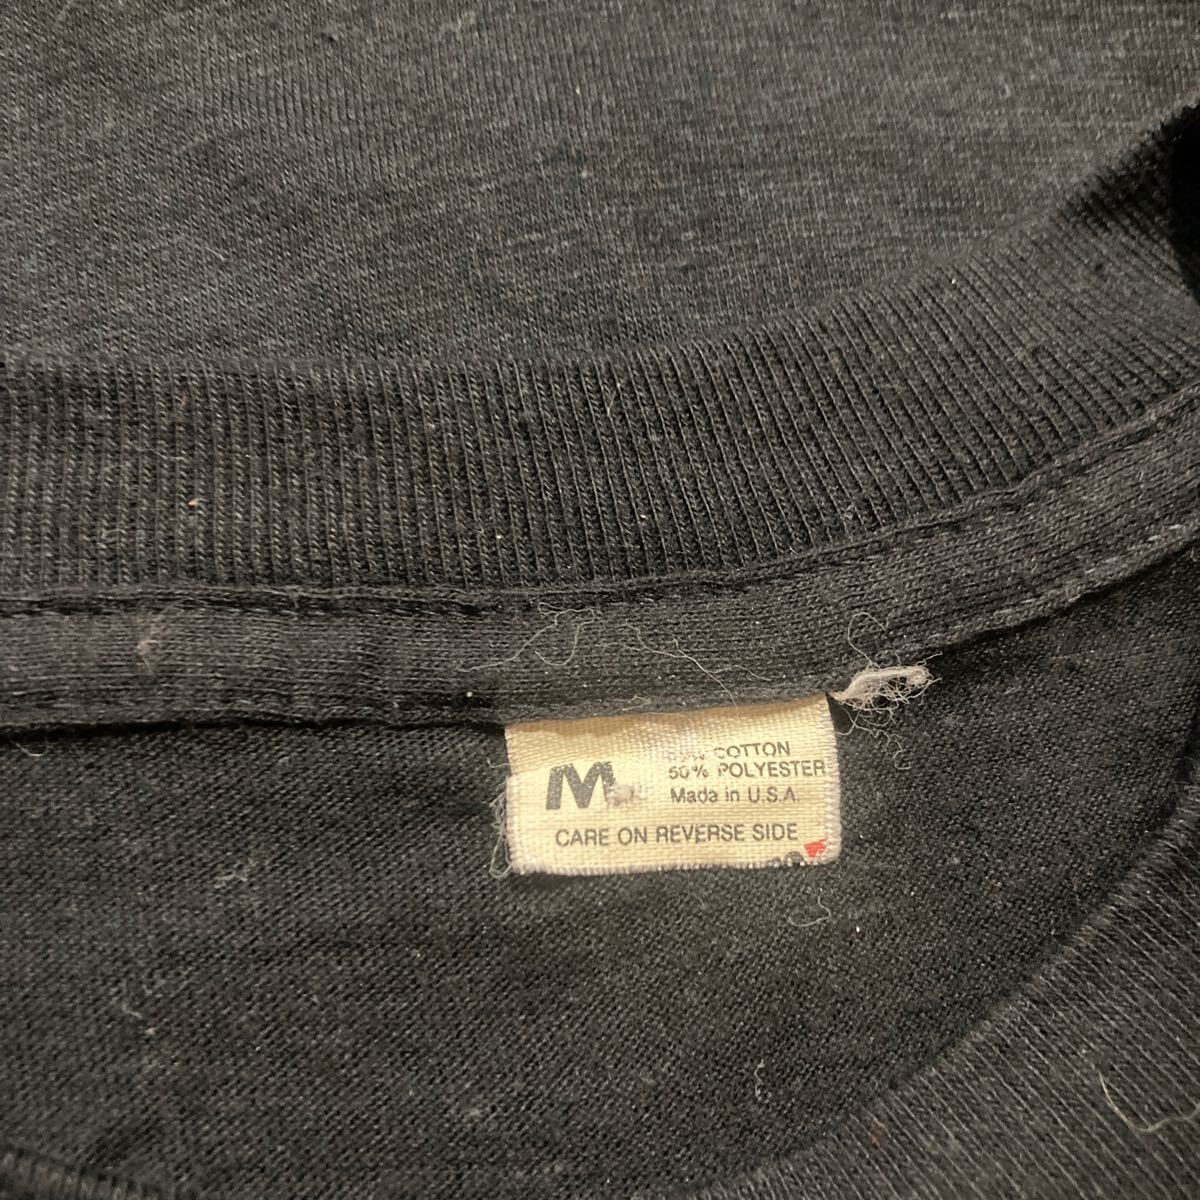 M
COTTON
50% POLYESTER
Made in U.S.A.
CARE ON REVERSE SIDE
®